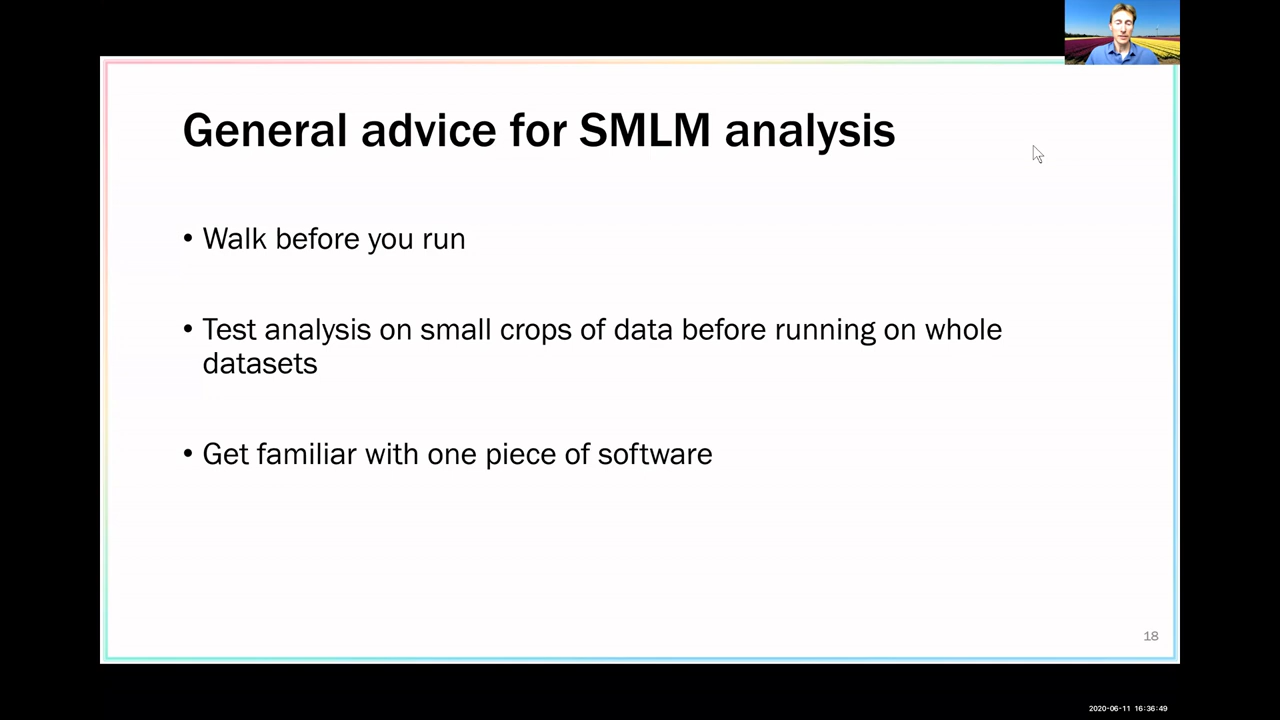 General advice for SMLM analysis
• Walk before you run
• Test analysis on small crops of data before running on whole
datasets
• Get familiar with one piece of software
18
2020-06-11 16:36:49